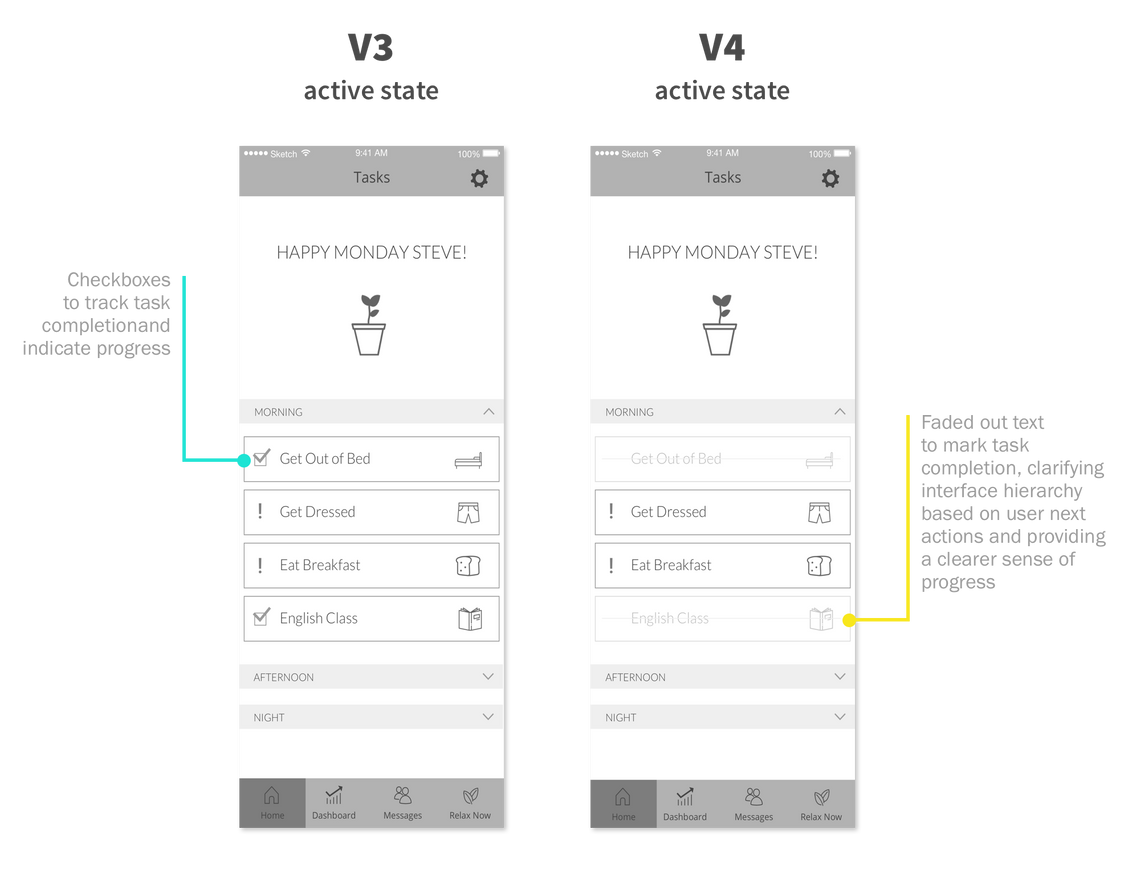 V3
active state
V4
active state
Sketch 9:41 AM 100%
Tasks
HAPPY MONDAY STEVE!
Checkboxes
to track task
completionand
indicate progress
MORNING
Get Out of Bed
! Get Dressed
! Eat Breakfast
English Class
AFTERNOON
NIGHT
Home Dashboard Messages Relax Now
Sketch 9:41 AM 100%
Tasks
HAPPY MONDAY STEVE!
MORNING
Get Out of Bed
! Get Dressed
! Eat Breakfast
English Class
AFTERNOON
NIGHT
Home Dashboard Messages Relax Now
Faded out text
to mark task
completion, clarifying
interface hierarchy
based on user next
actions and providing
a clearer sense of
progress